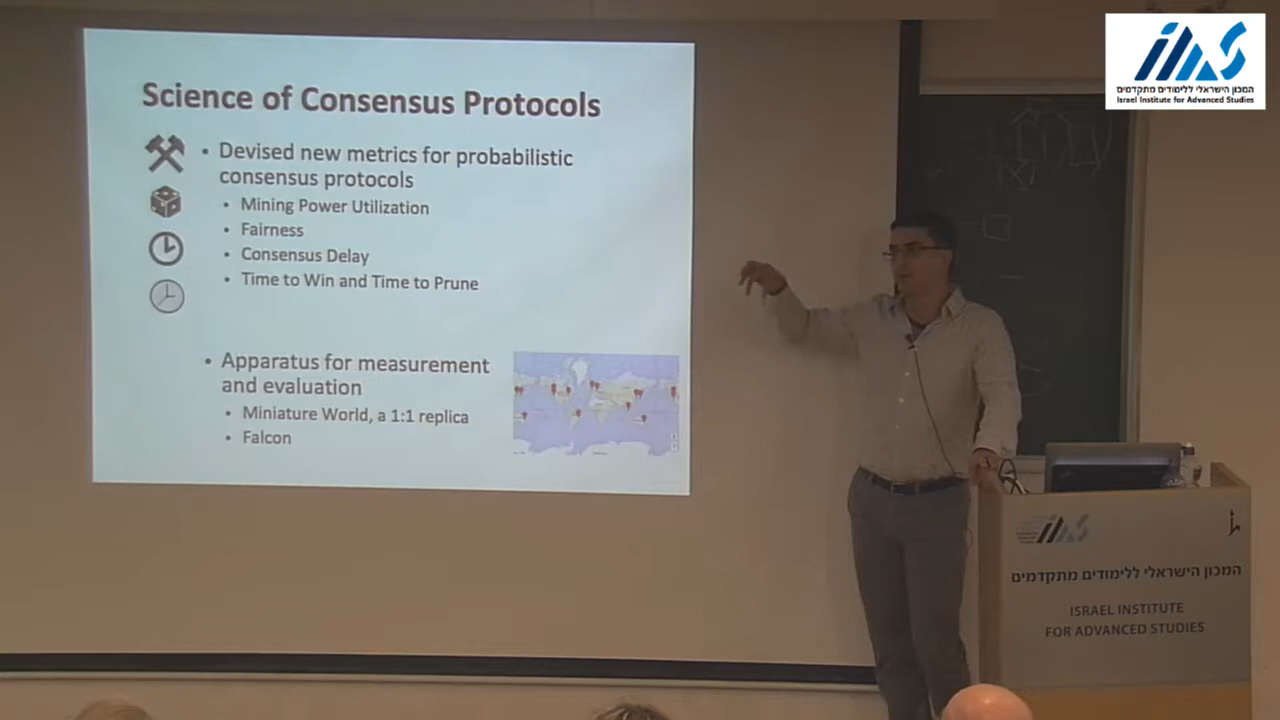 Science of Consensus Protocols
• Devised new metrics for probabilistic
consensus protocols
• Mining Power Utilization
• Fairness
• Consensus Delay
• Time to Win and Time to Prune
• Apparatus for measurement
and evaluation
• Miniature World, a 1:1 replica
• Falcon
המכון הישראלי ללימודים מתקדמים
Israel Institute for Advanced Studies
המכון הישראלי ללימודים מתקדמים
ISRAEL INSTITUTE
FOR ADVANCED STUDIES